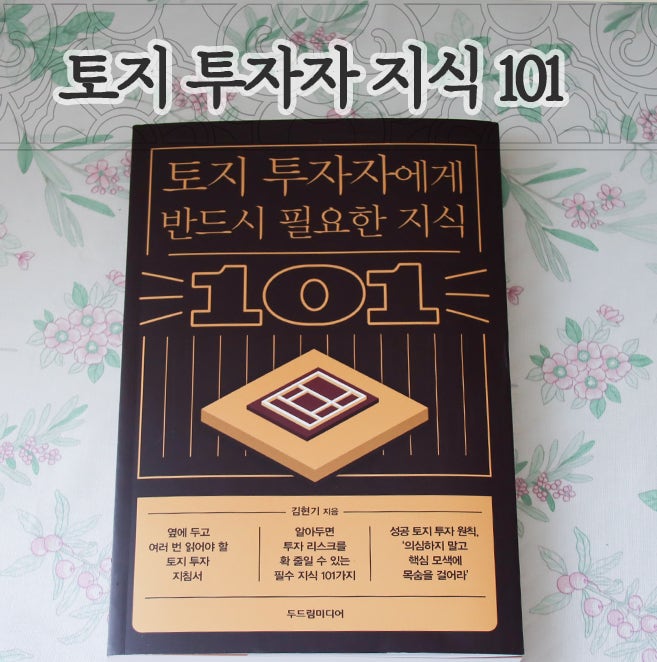 토지 투자자 지식 101
토지 투자자에게
반드시 필요한 지식
101
김현기 지음
옆에 두고
여러 번 읽어야 할
토지 투자
지침서
알아두면
투자 리스크를
확 줄일 수 있는
필수 지식 101가지
성공 토지 투자 원칙,
'의심하지 말고
핵심 모색에
목숨을 걸어라'
두드림미디어